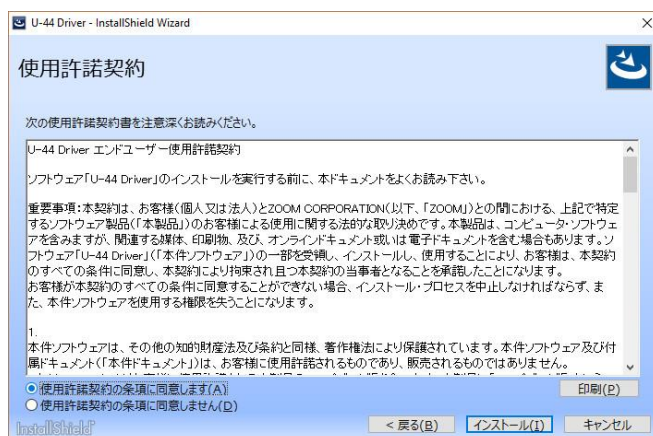 U-44 Driver - InstallShield Wizard
使用許諾契約
次の使用許諾契約書を注意深くお読みください。
U-44 Driver エンドユーザー使用許諾契約
ソフトウェア「U-44 Driver」のインストールを実行する前に、本ドキュメントをよくお読み下さい。
重要事項:本契約は、お客様(個人又は法人)とZOOM CORPORATION(以下、「ZOOM」)との間における、上記で特定
するソフトウェア製品(「本製品」)のお客様による使用に関する法的な取り決めです。本製品は、コンピュータ・ソフトウェ
アを含みますが、関連する媒体、印刷物、及び、オンラインドキュメント或いは電子ドキュメントを含む場合もあります。ソ
フトウェア「U-44 Driver」(「本件ソフトウェア」)の一部を受領し、インストールし、使用することにより、お客様は、本契約
のすべての条件に同意し、本契約により拘束され且つ本契約の当事者となることを承諾したことになります。
お客様が本契約のすべての条件に同意することができない場合、インストール・プロセスを中止しなければならず、ま
た、本件ソフトウェアを使用する権限を失うことになります。
1.
本件ソフトウェアは、その他の知的財産法及び条約と同様、著作権法により保護されています。本件ソフトウェア及び付
属ドキュメント(「本件ドキュメント」)は、お客様に使用許諾されるものであり、販売されるものではありません。
使用許諾契約の条項に同意します(A)
印刷(P)
使用許諾契約の条項に同意しません(D)
InstallShield
< 戻る(B)
インストール(I)
キャンセル